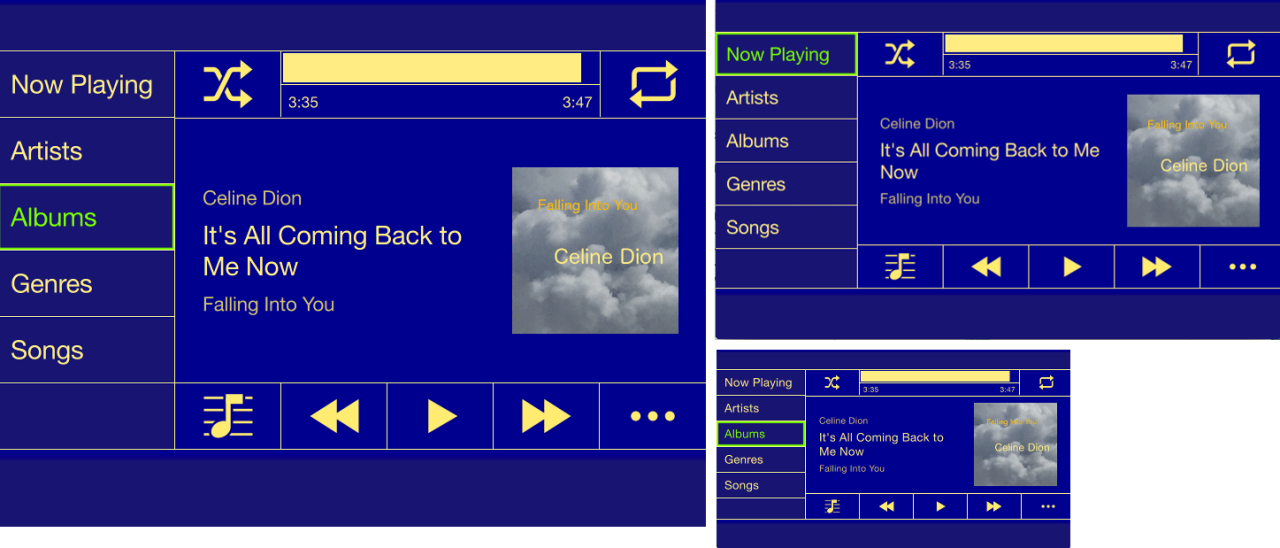 Now Playing
Artists
Albums
Genres
Songs
3:35
3:47
Celine Dion
It's All Coming Back to
Me Now
Falling Into You
Falling Into You
Celine Dion
Now Playing
Artists
Albums
Genres
Songs
3:35
3:47
Celine Dion
It's All Coming Back to Me
Now
Falling Into You
Falling Into You
Celine Dion
Now Playing
Artists
Albums
Genres
Songs
3:35
3:47
Celine Dion
It's All Coming Back to
Me Now
Falling Into You
Falling Into You
Celine Dion